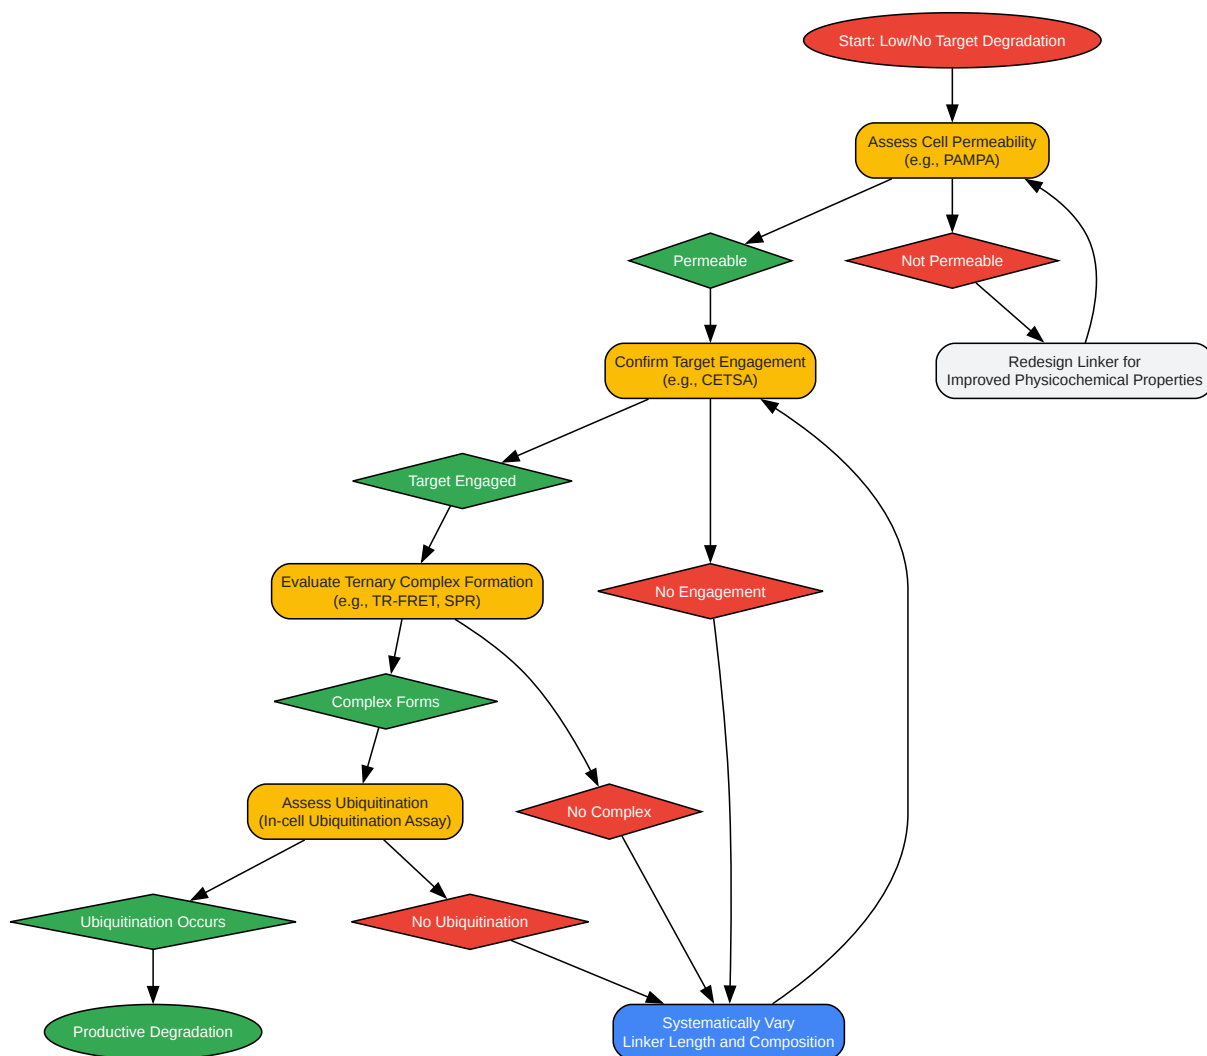 Start: Low/No Target Degradation
Assess Cell Permeability
(e.g., PAMPA)
Permeable
Not Permeable
Confirm Target Engagement
(e.g., CETSA)
Redesign Linker for
Improved Physicochemical Properties
Target Engaged
Evaluate Ternary Complex Formation
(e.g., TR-FRET, SPR)
No Engagement
Complex Forms
Assess Ubiquitination
(In-cell Ubiquitination Assay)
No Complex
Ubiquitination Occurs
No Ubiquitination
Productive Degradation
Systematically Vary
Linker Length and Composition